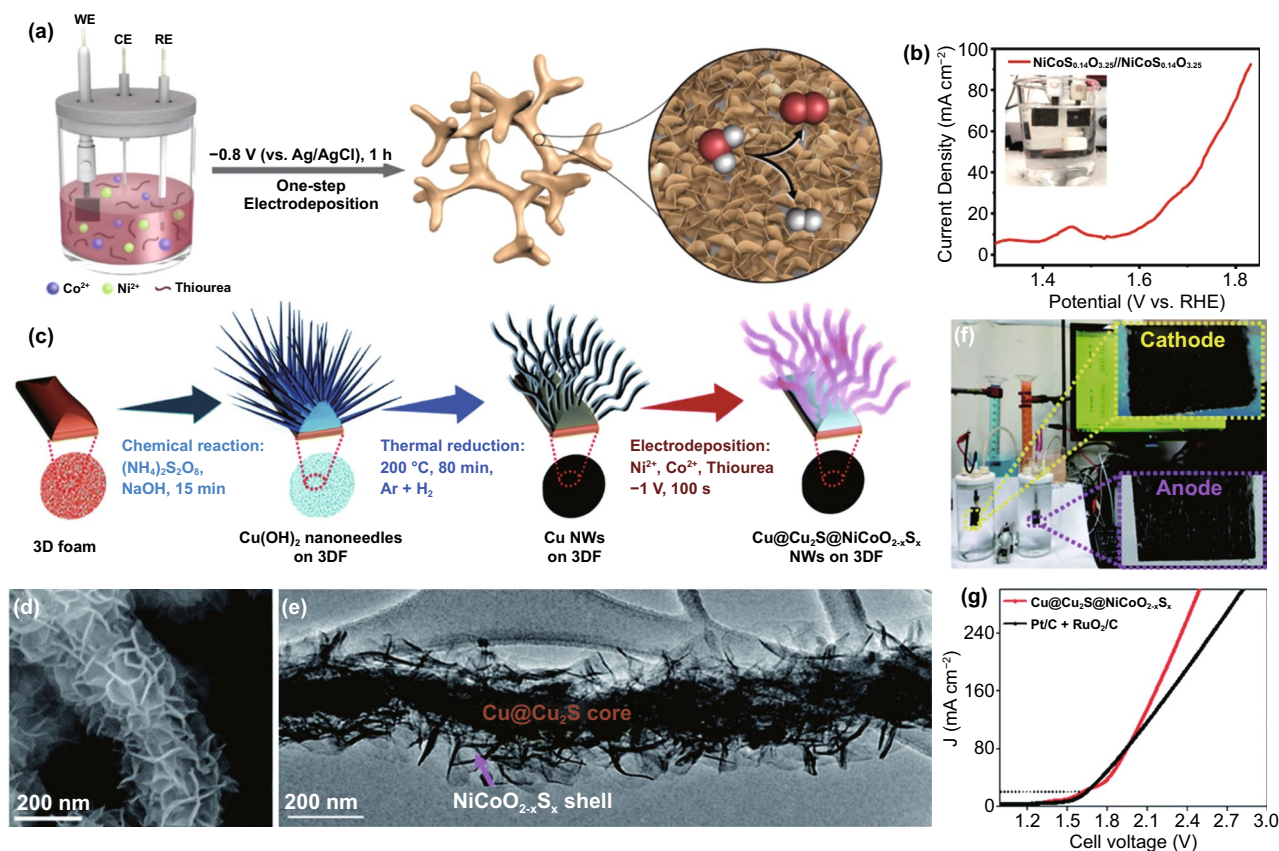 (a)
WE
CE
RE
−0.8 V (vs. Ag/AgCl), 1 h
One-step
Electrodeposition
Co²⁺
Ni²⁺
Thiourea
(b)
Current Density (mA cm⁻²)
100
80
60
40
20
0
NiCoS₀.₁₄O₃.₂₅//NiCoS₀.₁₄O₃.₂₅
1.4
1.6
1.8
Potential (V vs. RHE)
(c)
Chemical reaction:
(NH₄)₂S₂O₈,
NaOH, 15 min
Thermal reduction:
200 °C, 80 min,
Ar + H₂
Electrodeposition:
Ni²⁺, Co²⁺, Thiourea
−1 V, 100 s
3D foam
Cu(OH)₂ nanoneedles
on 3DF
Cu NWs
on 3DF
Cu@Cu₂S@NiCoO₂₋ₓSₓ
NWs on 3DF
(f)
Cathode
Anode
(d)
200 nm
(e)
Cu@Cu₂S core
NiCoO₂₋ₓSₓ shell
200 nm
(g)
J (mA cm⁻²)
240
160
80
0
Cu@Cu₂S@NiCoO₂₋ₓSₓ
Pt/C + RuO₂/C
1.2
1.5
1.8
2.1
2.4
2.7
3.0
Cell voltage (V)